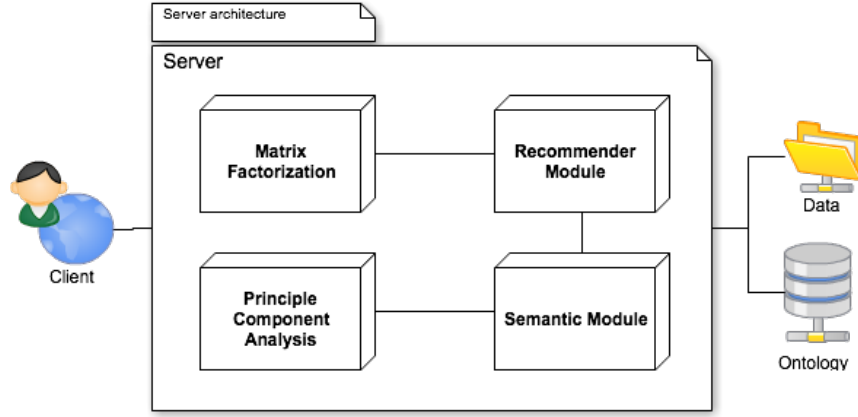 Server architecture
Server
Matrix
Factorization
Recommender
Module
Client
Data
Principle
Component
Analysis
Semantic Module
Ontology